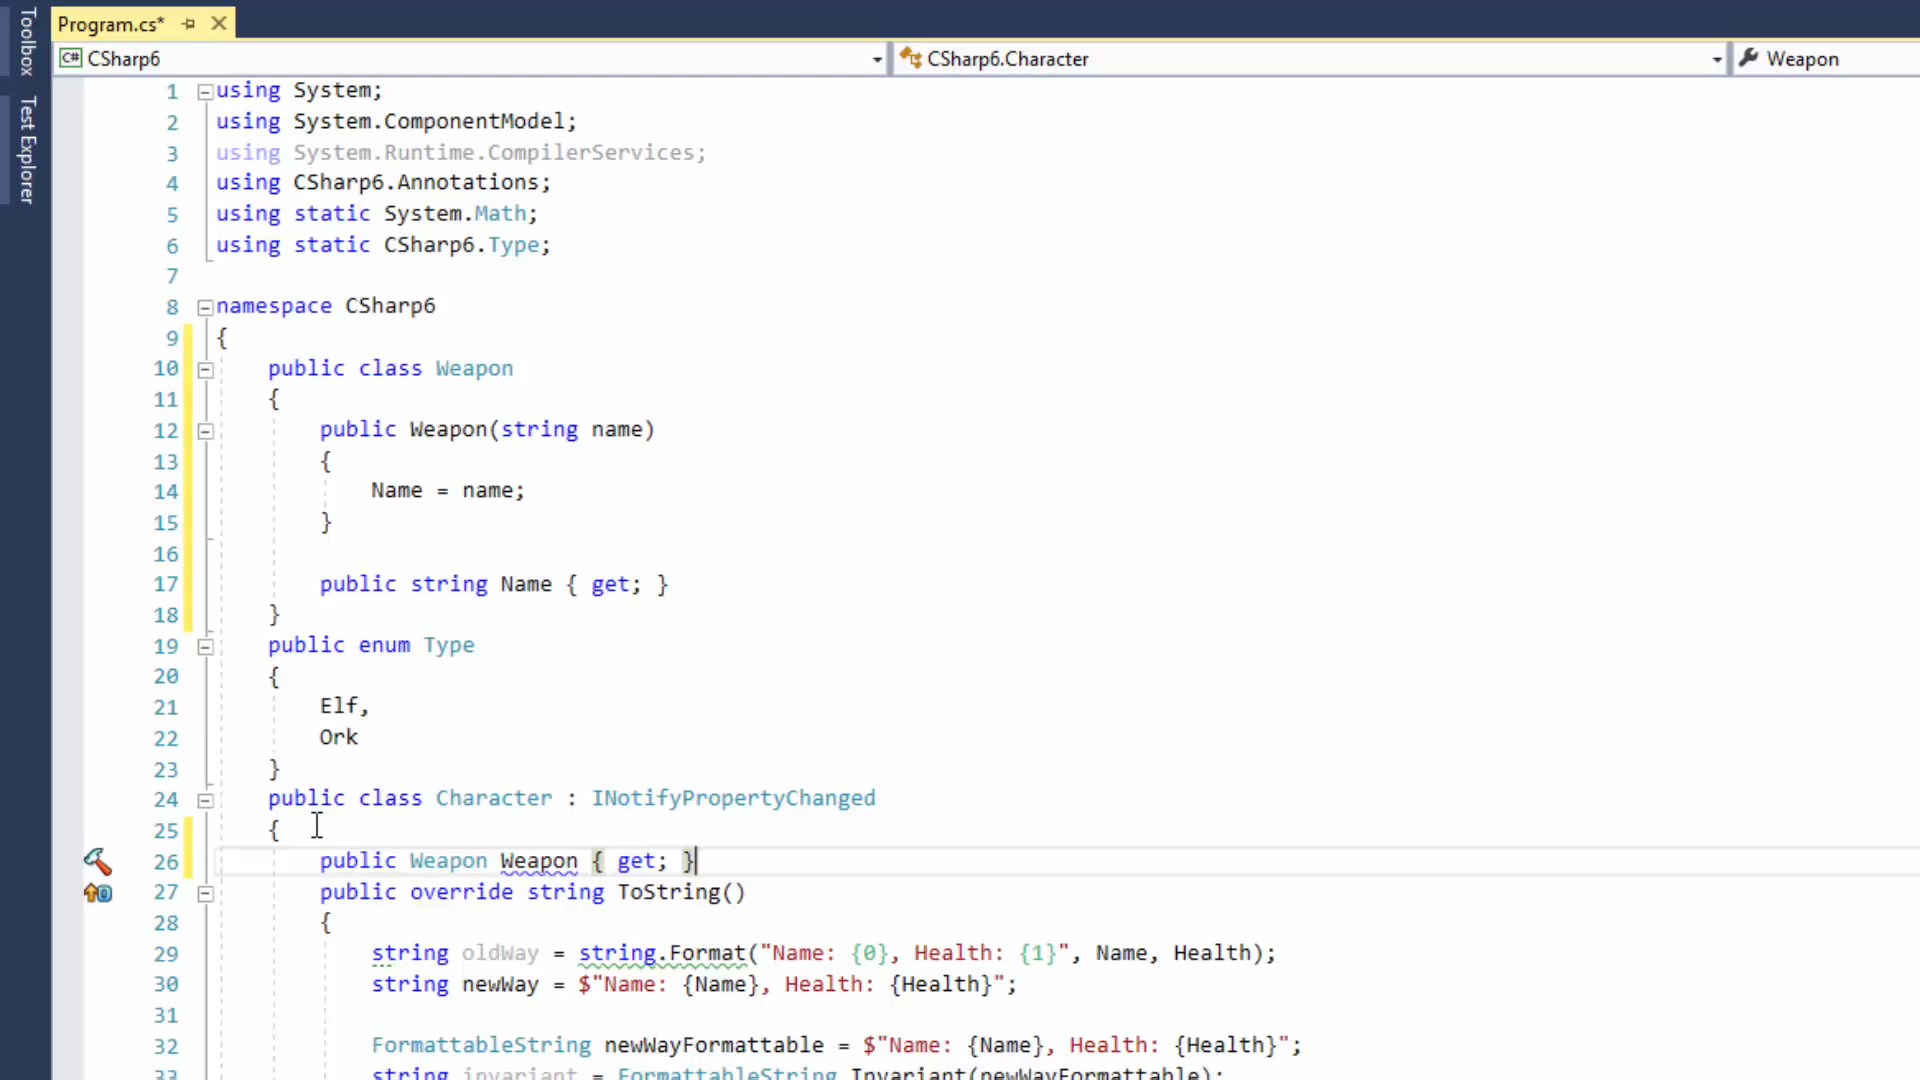 Toolbox
Test Explorer
Program.cs*
C# CSharp6
CSharp6.Character
Weapon
1 using System;
2 using System.ComponentModel;
3 using System.Runtime.CompilerServices;
4 using CSharp6.Annotations;
5 using static System.Math;
6 using static CSharp6.Type;
7
8 namespace CSharp6
9 {
10 public class Weapon
11 {
12 public Weapon(string name)
13 {
14 Name = name;
15 }
16
17 public string Name { get; }
18 }
19 public enum Type
20 {
21 Elf,
22 Ork
23 }
24 public class Character : INotifyPropertyChanged
25 {
26 public Weapon Weapon { get; }
27 public override string ToString()
28 {
29 string oldWay = string.Format("Name: {0}, Health: {1}", Name, Health);
30 string newWay = $"Name: {Name}, Health: {Health}";
31
32 FormattableString newWayFormattable = $"Name: {Name}, Health: {Health}";
33 string invariant = FormattableString.Invariant(newWayFormattable);